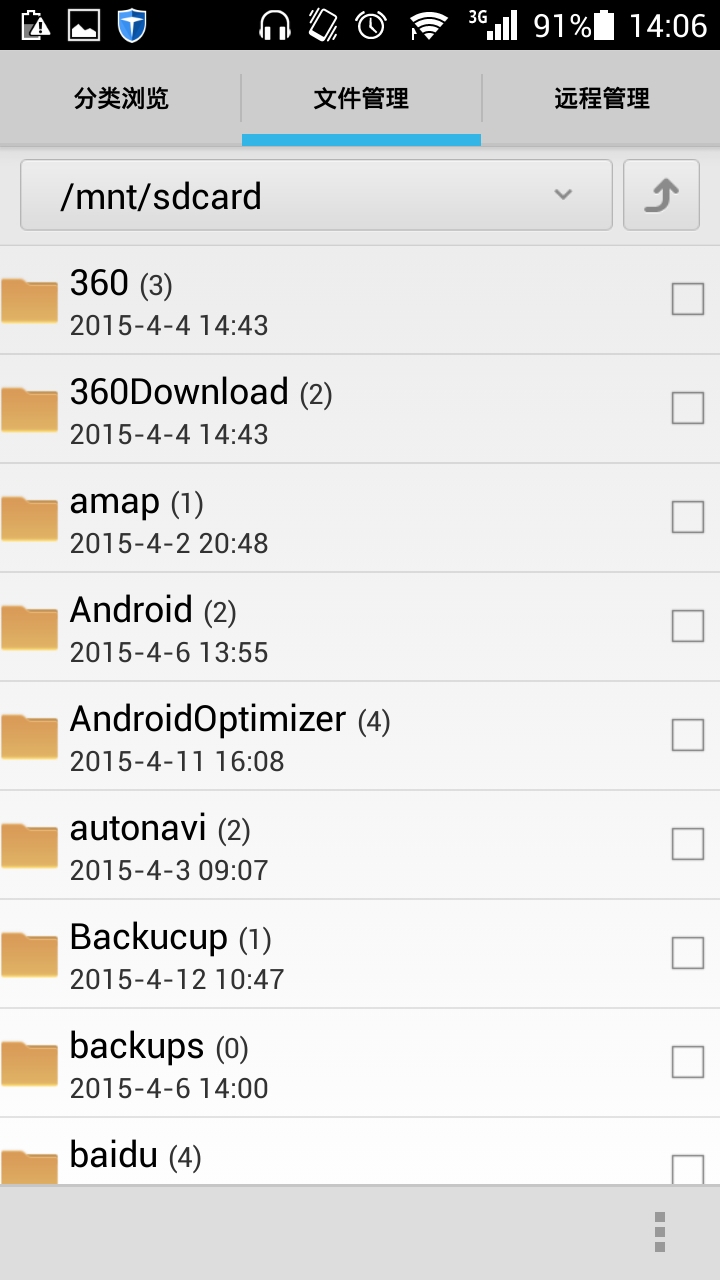 3G 91% 14:06
分类浏览 文件管理 远程管理
/mnt/sdcard
360 (3)
2015-4-4 14:43
360Download (2)
2015-4-4 14:43
amap (1)
2015-4-2 20:48
Android (2)
2015-4-6 13:55
AndroidOptimizer (4)
2015-4-11 16:08
autonavi (2)
2015-4-3 09:07
Backucup (1)
2015-4-12 10:47
backups (0)
2015-4-6 14:00
baidu (4)